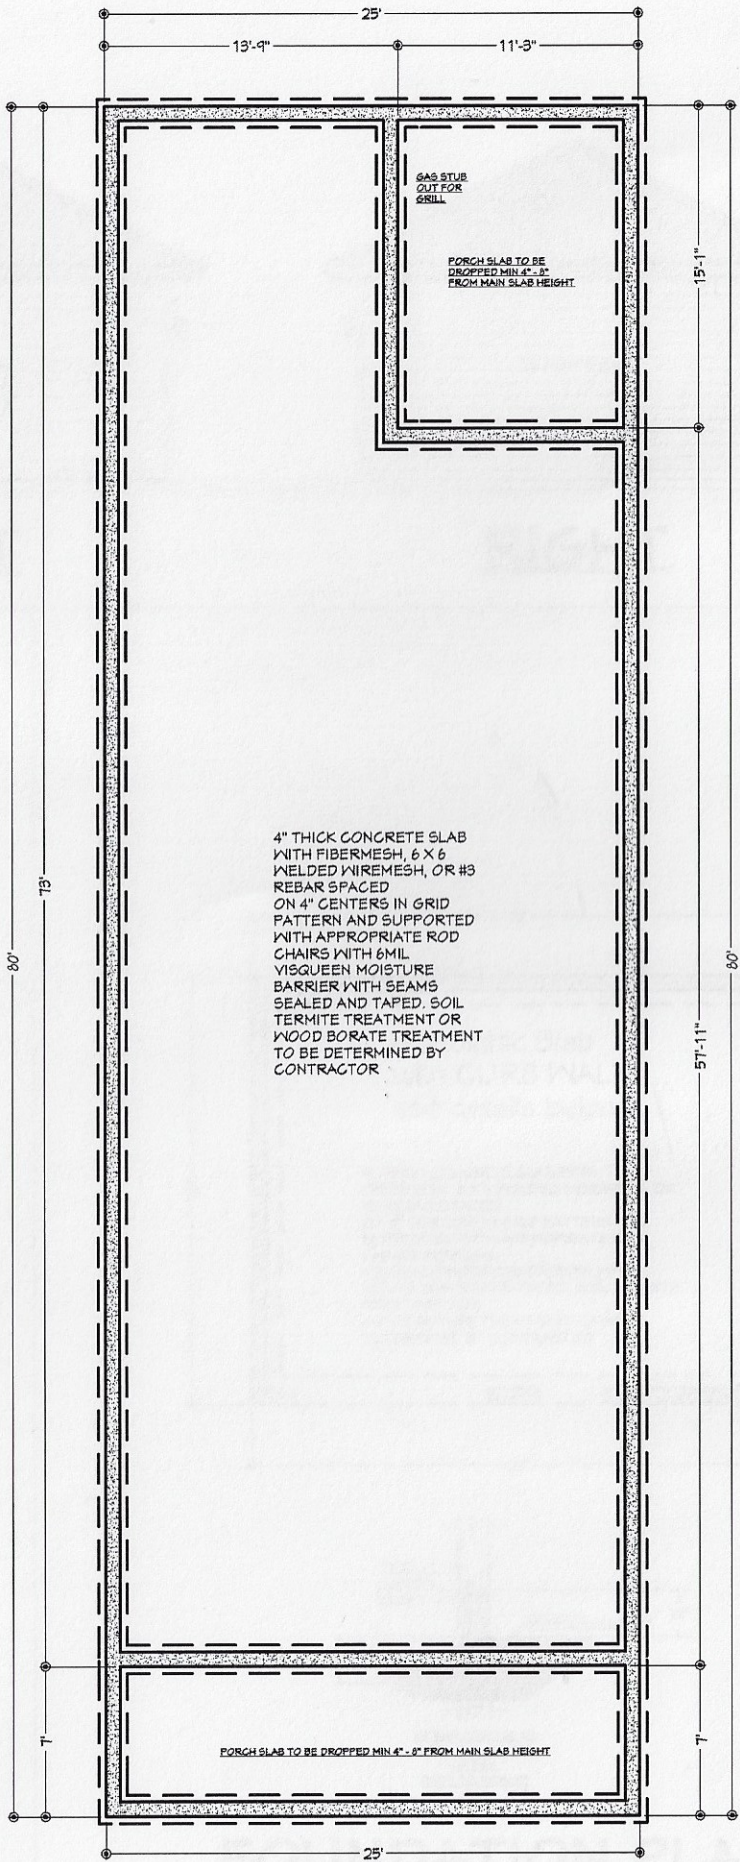 25'
13'-9"
11'-3"
GAS STUB
OUT FOR
GRILL
PORCH SLAB TO BE
DROPPED MIN 4" - 8"
FROM MAIN SLAB HEIGHT
15'-1"
4" THICK CONCRETE SLAB
WITH FIBERMESH, 6 X 6
WELDED WIREMESH, OR #3
REBAR SPACED
ON 4" CENTERS IN GRID
PATTERN AND SUPPORTED
WITH APPROPRIATE ROD
CHAIRS WITH 6MIL
VISQUEEN MOISTURE
BARRIER WITH SEAMS
SEALED AND TAPED. SOIL
TERMITE TREATMENT OR
WOOD BORATE TREATMENT
TO BE DETERMINED BY
CONTRACTOR
73'
80'
80'
57'-11"
PORCH SLAB TO BE DROPPED MIN 4" - 8" FROM MAIN SLAB HEIGHT
7'
7'
25'